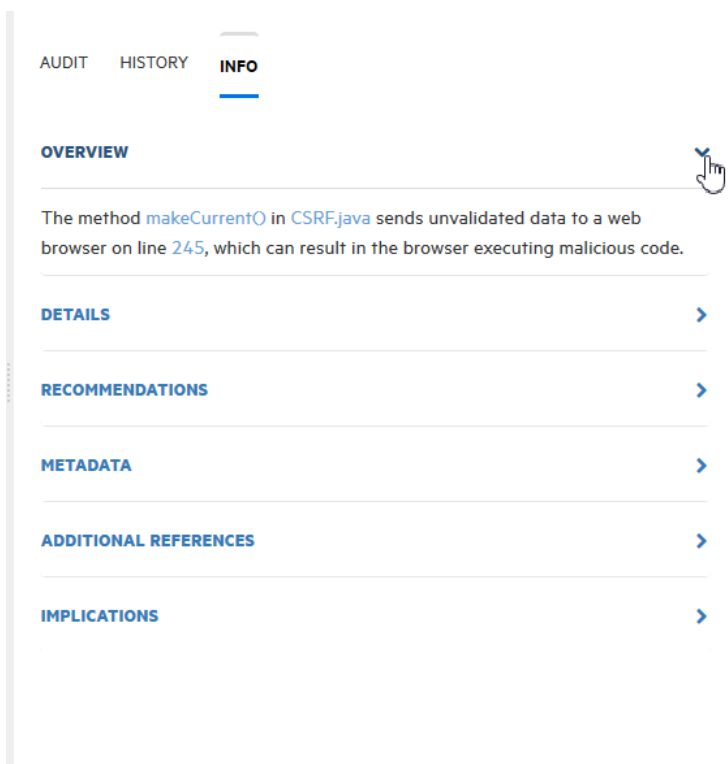 AUDIT HISTORY INFO
OVERVIEW
The method makeCurrent() in CSRF.java sends unvalidated data to a web
browser on line 245, which can result in the browser executing malicious code.
DETAILS
RECOMMENDATIONS
METADATA
ADDITIONAL REFERENCES
IMPLICATIONS